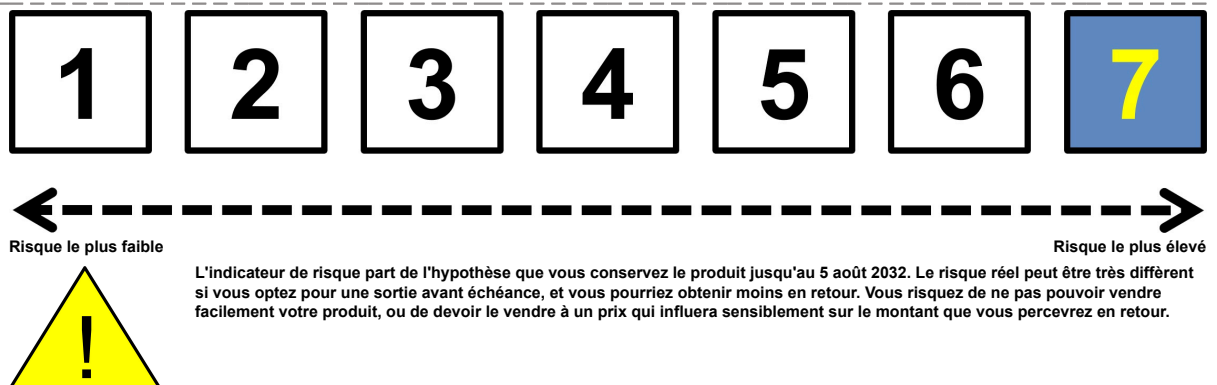 1 2 3 4 5 6 7
Risque le plus faible Risque le plus élevé
L'indicateur de risque part de l'hypothèse que vous conservez le produit jusqu'au 5 août 2032. Le risque réel peut être très diffèrent
si vous optez pour une sortie avant échéance, et vous pourriez obtenir moins en retour. Vous risquez de ne pas pouvoir vendre
facilement votre produit, ou de devoir le vendre à un prix qui influera sensiblement sur le montant que vous percevrez en retour.
!